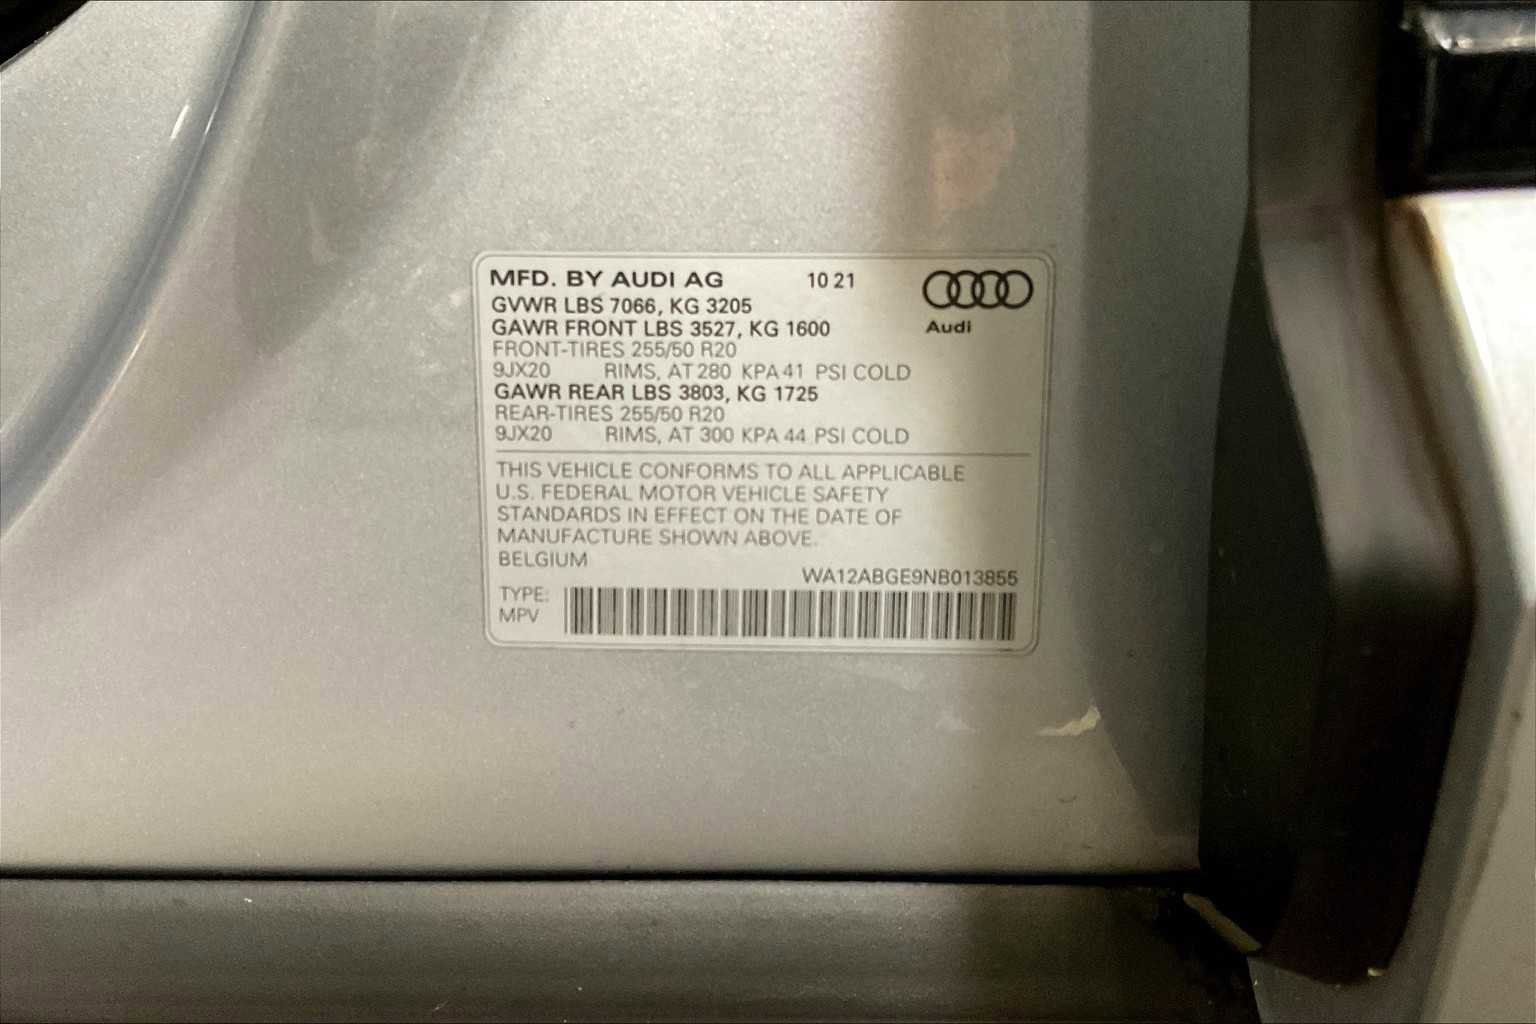 MFD. BY AUDI AG 10 21
GVWR LBS 7066, KG 3205
GAWR FRONT LBS 3527, KG 1600
Audi
FRONT-TIRES 255/50 R20
9JX20 RIMS, AT 280 KPA 41 PSI COLD
GAWR REAR LBS 3803, KG 1725
REAR-TIRES 255/50 R20
9JX20 RIMS, AT 300 KPA 44 PSI COLD
THIS VEHICLE CONFORMS TO ALL APPLICABLE
U.S. FEDERAL MOTOR VEHICLE SAFETY
STANDARDS IN EFFECT ON THE DATE OF
MANUFACTURE SHOWN ABOVE.
BELGIUM
WA12ABGE9NB013855
TYPE:
MPV